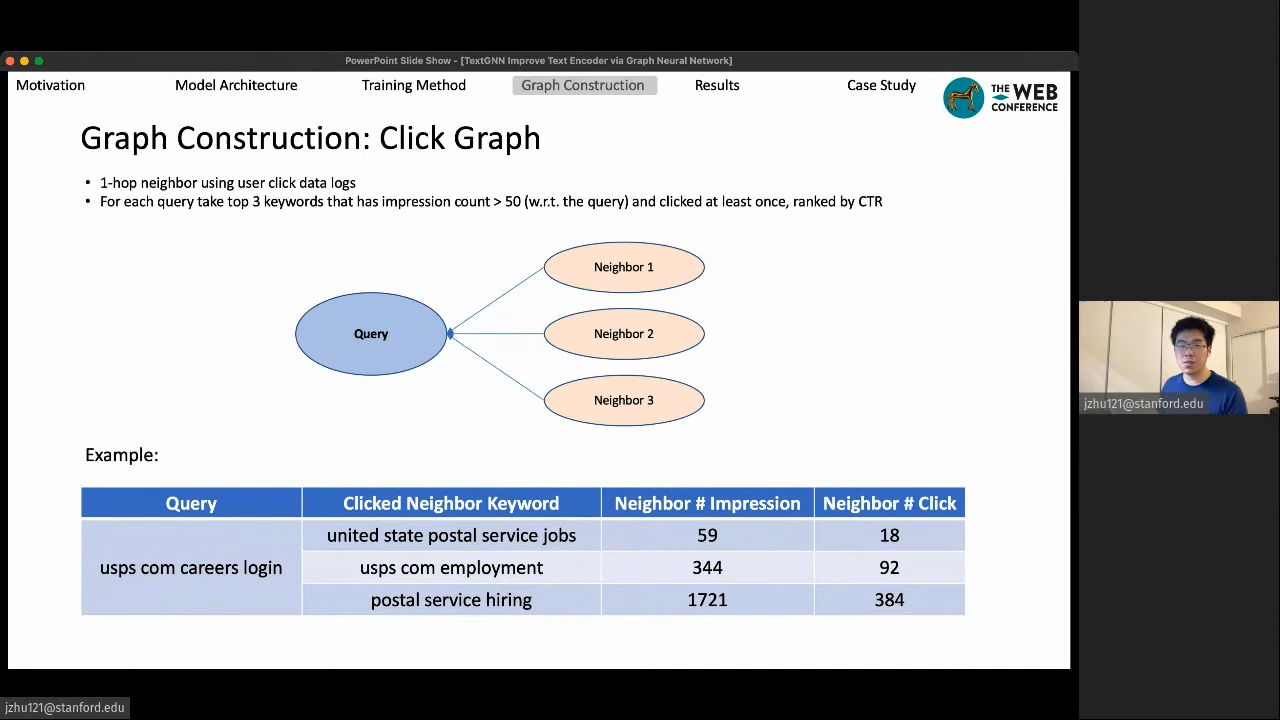 PowerPoint Slide Show - [TextGNN Improve Text Encoder via Graph Neural Network]
Motivation
Model Architecture
Training Method
Graph Construction
Results
Case Study
THE WEB
CONFERENCE
Graph Construction: Click Graph
• 1-hop neighbor using user click data logs
• For each query take top 3 keywords that has impression count > 50 (w.r.t. the query) and clicked at least once, ranked by CTR
Query
Neighbor 1
Neighbor 2
Neighbor 3
Example:
Query Clicked Neighbor Keyword Neighbor # Impression Neighbor # Click
usps com careers login
united state postal service jobs 59 18
usps com employment 344 92
postal service hiring 1721 384
jzhu121@stanford.edu
jzhu121@stanford.edu